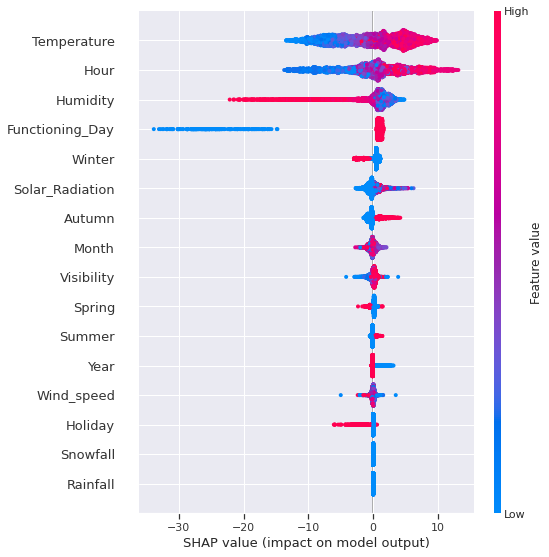 High
Temperature
Hour
Humidity
Functioning_Day
Winter
Solar_Radiation
Autumn
Month
Visibility
Spring
Summer
Year
Wind_speed
Holiday
Snowfall
Rainfall
Feature value
Low
−30 −20 −10 0 10
SHAP value (impact on model output)